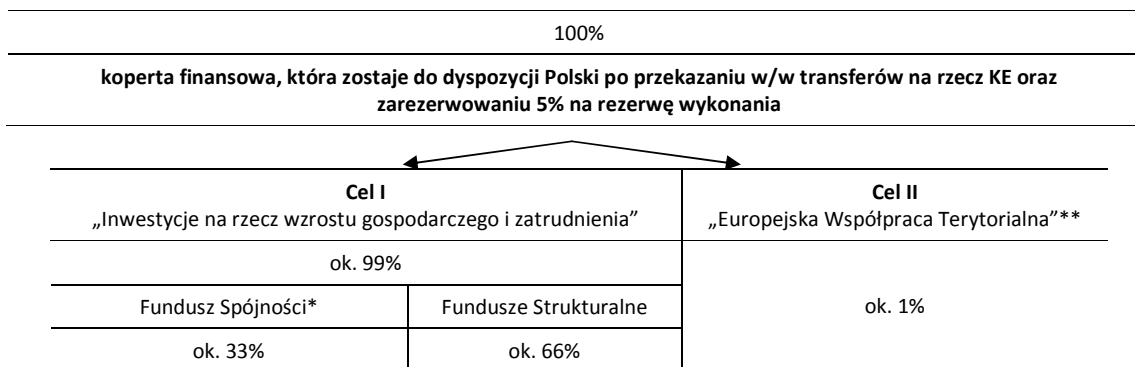 100%
koperta finansowa, która zostaje do dyspozycji Polski po przekazaniu w/w transferów na rzecz KE oraz
zarezerwowaniu 5% na rezerwę wykonania
Cel I
„Inwestycje na rzecz wzrostu gospodarczego i zatrudnienia”
Cel II
„Europejska Współpraca Terytorialna”**
ok. 99%
Fundusz Spójności*
Fundusze Strukturalne
ok. 1%
ok. 33%
ok. 66%